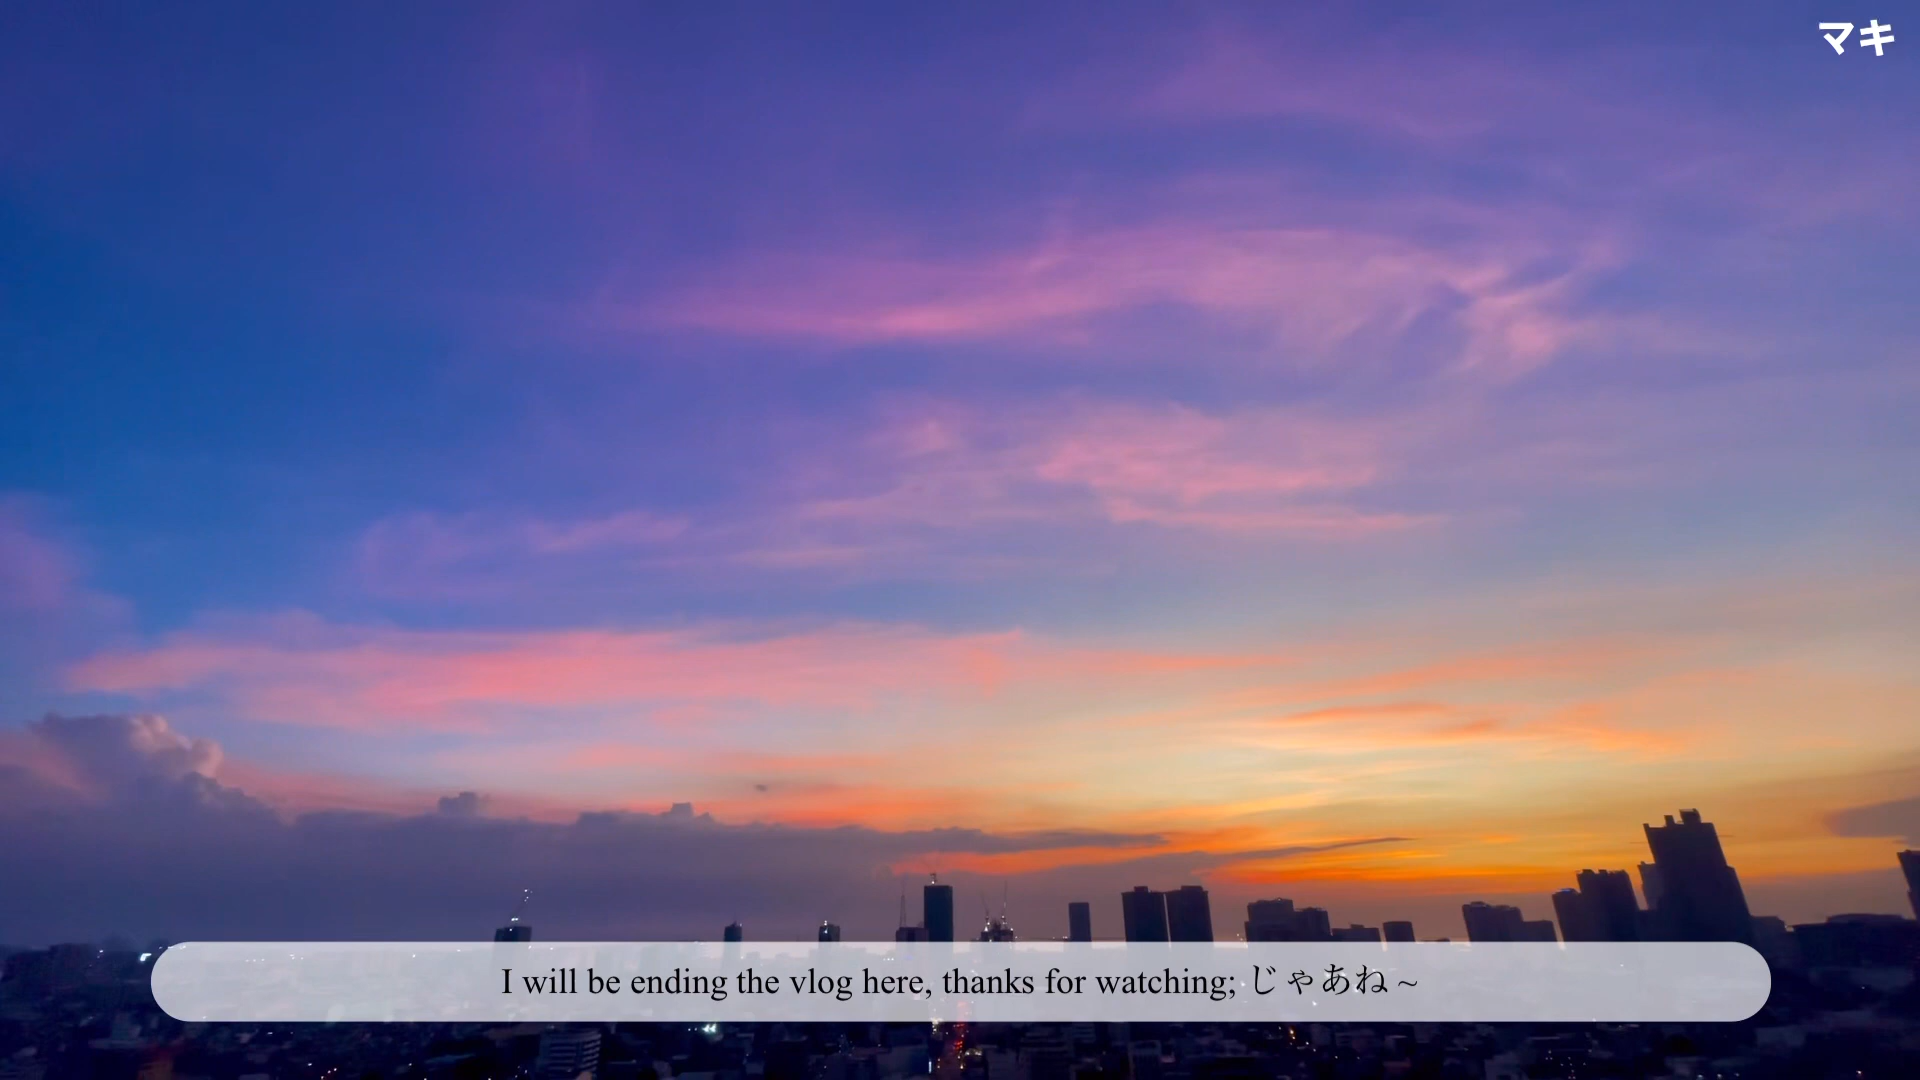 マキ
I will be ending the vlog here, thanks for watching; じゃあね~